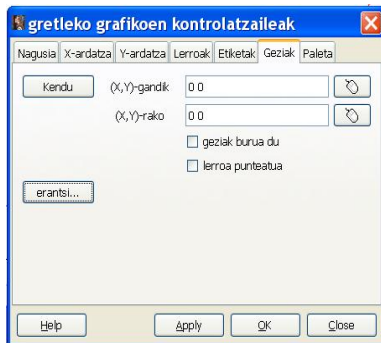 gretleko grafikoen kontrolatzaileak
Nagusia X-ardatza Y-ardatza Lerroak Etiketak Geziak Paleta
Kendu (X,Y)-gandik 0 0
(X,Y)-rako 0 0
geziak burua du
lerroa punteatua
erantsi...
Help Apply OK Close